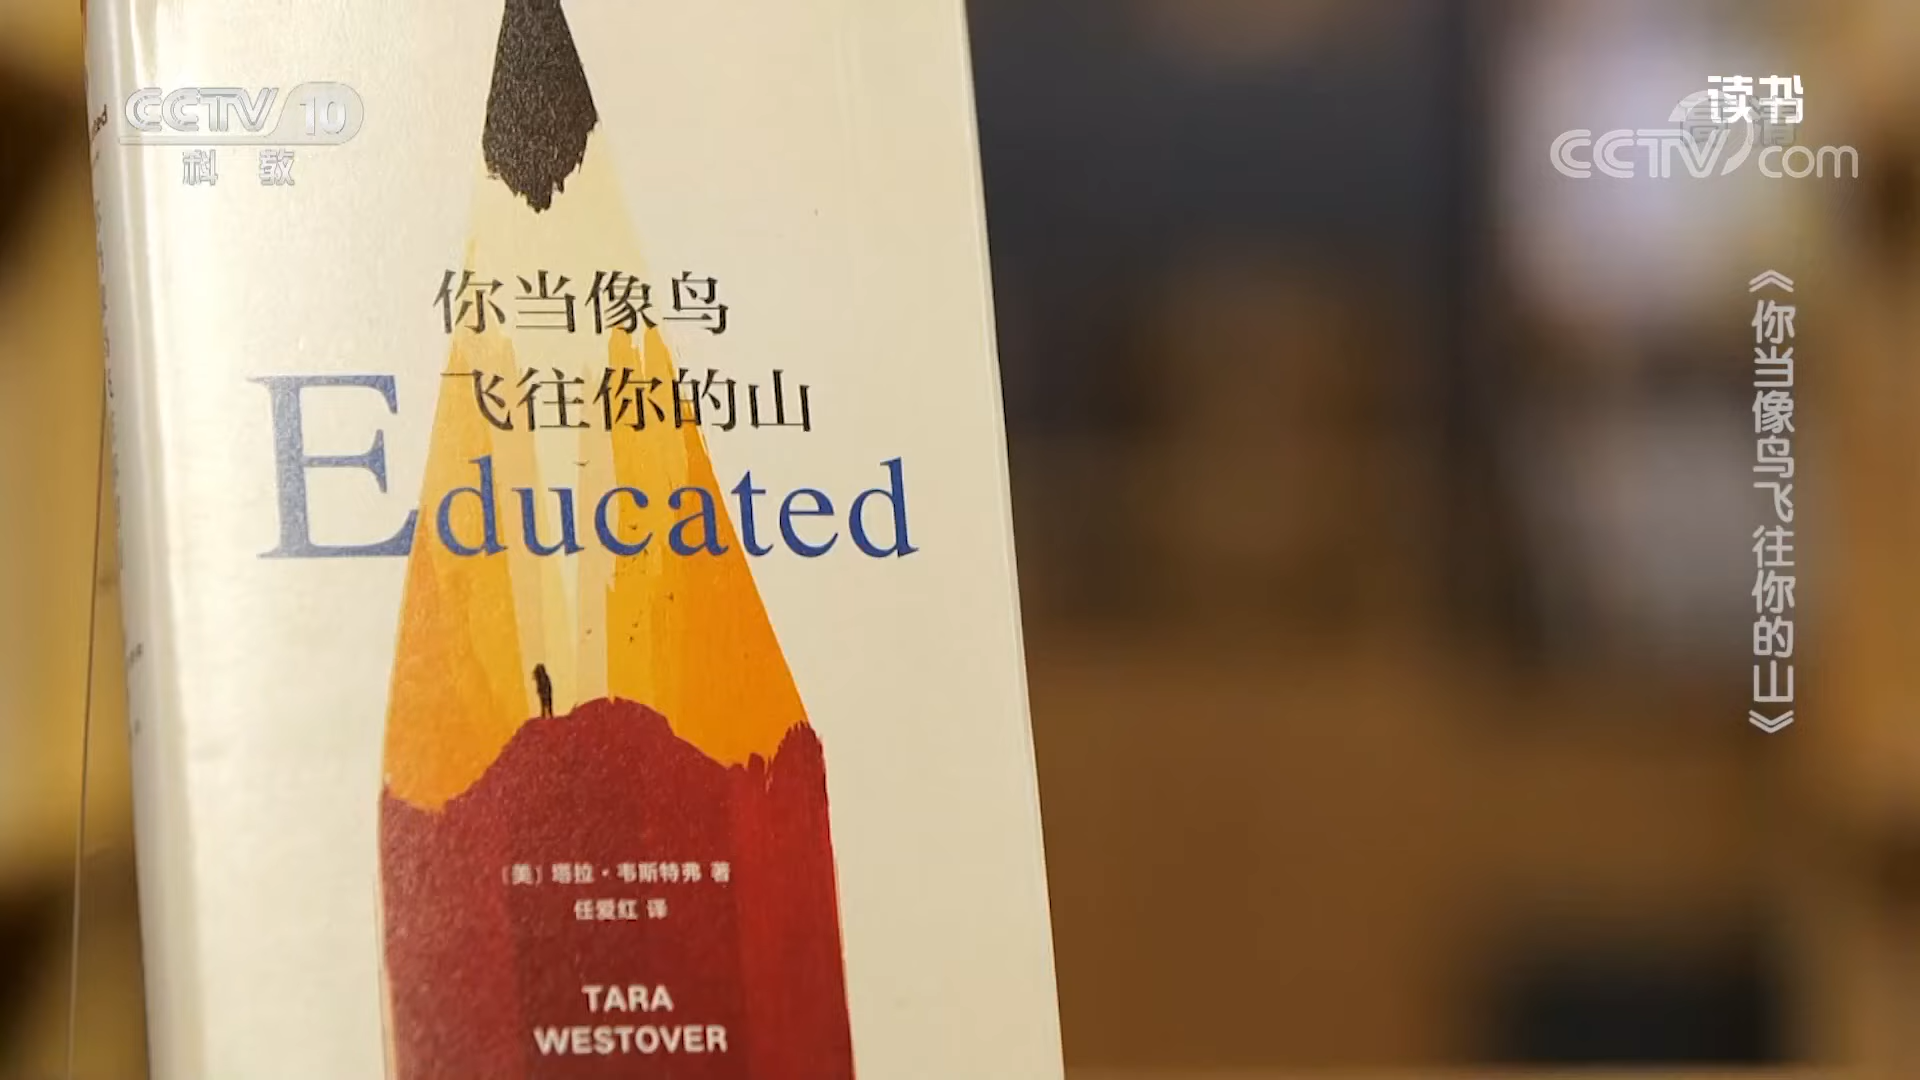 CCTV 10
科教
读书
高清
CCTV.com
你当像鸟
飞往你的山
Educated
〔美〕塔拉·韦斯特弗 著
任爱红 译
TARA
WESTOVER
《你当像鸟飞往你的山》